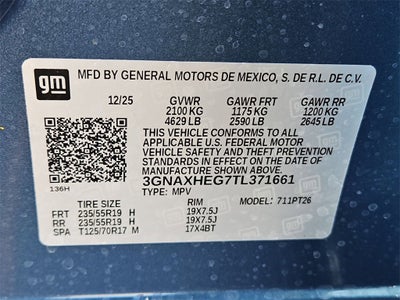 gm MFD BY GENERAL MOTORS DE MEXICO, S. DE R.L. DE C.V.
12/25 GVWR GAWR FRT GAWR RR
2100 KG 1175 KG 1200 KG
4629 LB 2590 LB 2645 LB
THIS VEHICLE CONFORMS TO ALL
APPLICABLE U.S. FEDERAL MOTOR
VEHICLE SAFETY AND THEFT PREVENTION
STANDARDS IN EFFECT ON THE DATE OF
MANUFACTURE SHOWN ABOVE.
3GNAXHEG7TL371661
136H TYPE: MPV MODEL: 711PT26
TIRE SIZE RIM
FRT 235/55R19 H 19X7.5J
RR 235/55R19 H 19X7.5J
SPA T125/70R17 M 17X4BT